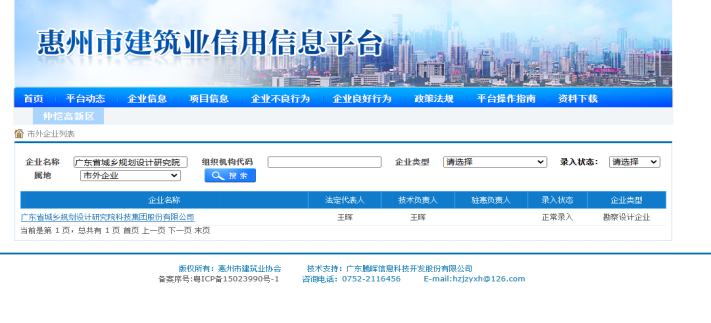 惠州市建筑业信用信息平台
首页 平台动态 企业信息 项目信息 企业不良行为 企业良好行为 政策法规 平台操作指南 资料下载
仲恺高新区
市外企业列表
企业名称 广东省城乡规划设计研究院 组织机构代码 企业类型 请选择 录入状态： 请选择
属地 市外企业 搜 索
企业名称 法定代表人 技术负责人 驻惠负责人 录入状态 企业类型
广东省城乡规划设计研究院科技集团股份有限公司 王晖 王晖 正常录入 勘察设计企业
当前是第 1 页，总共有 1 页 首页 上一页 下一页 末页
版权所有：惠州市建筑业协会 技术支持：广东鹏晖信息科技开发股份有限公司
备案序号:粤ICP备15023990号-1 咨询电话：0752-2116456 E-mail:hzjzyxh@126.com